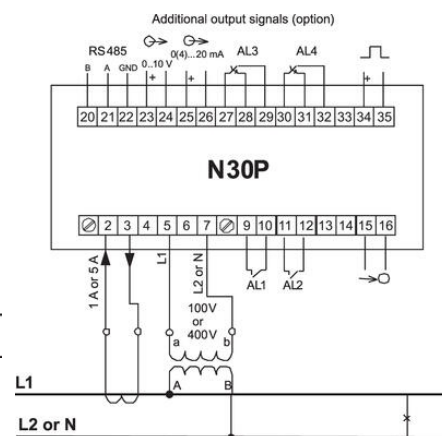 Additional output signals (option)
RS485 0..10 V 0(4)...20 mA AL3 AL4
B A GND + + +
20 21 22 23 24 25 26 27 28 29 30 31 32 33 34 35
N30P
2 3 4 5 6 7 9 10 11 12 13 14 15 16
1 A or 5 A L1 L2 or N AL1 AL2
100V
or
400V
a b
A B
L1
L2 or N